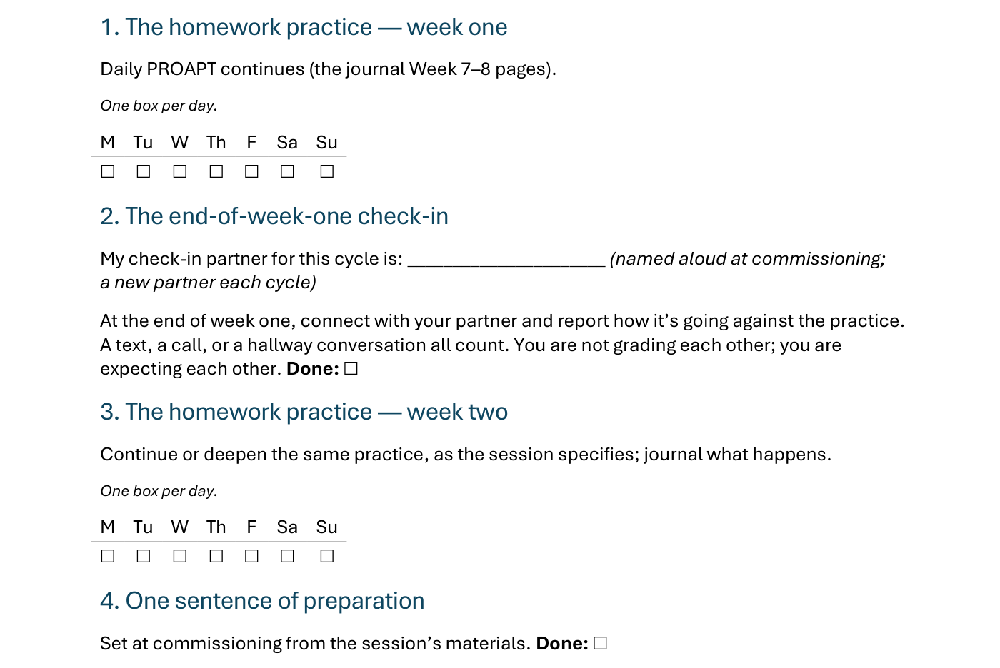 1. The homework practice — week one
Daily PROAPT continues (the journal Week 7–8 pages).
One box per day.
M Tu W Th F Sa Su
☐ ☐ ☐ ☐ ☐ ☐ ☐
2. The end-of-week-one check-in
My check-in partner for this cycle is: ______________________ (named aloud at commissioning;
a new partner each cycle)
At the end of week one, connect with your partner and report how it’s going against the practice.
A text, a call, or a hallway conversation all count. You are not grading each other; you are
expecting each other. Done: ☐
3. The homework practice — week two
Continue or deepen the same practice, as the session specifies; journal what happens.
One box per day.
M Tu W Th F Sa Su
☐ ☐ ☐ ☐ ☐ ☐ ☐
4. One sentence of preparation
Set at commissioning from the session’s materials. Done: ☐